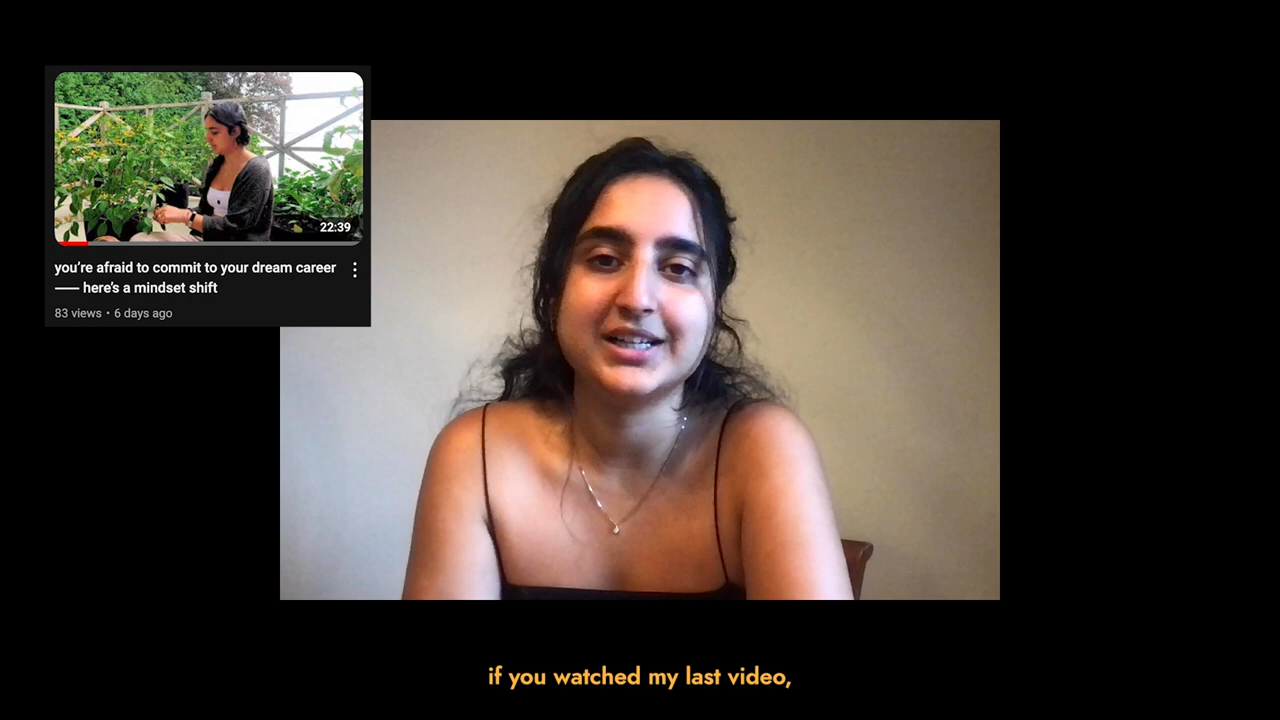 22:39
you're afraid to commit to your dream career
—— here's a mindset shift
83 views • 6 days ago
if you watched my last video,